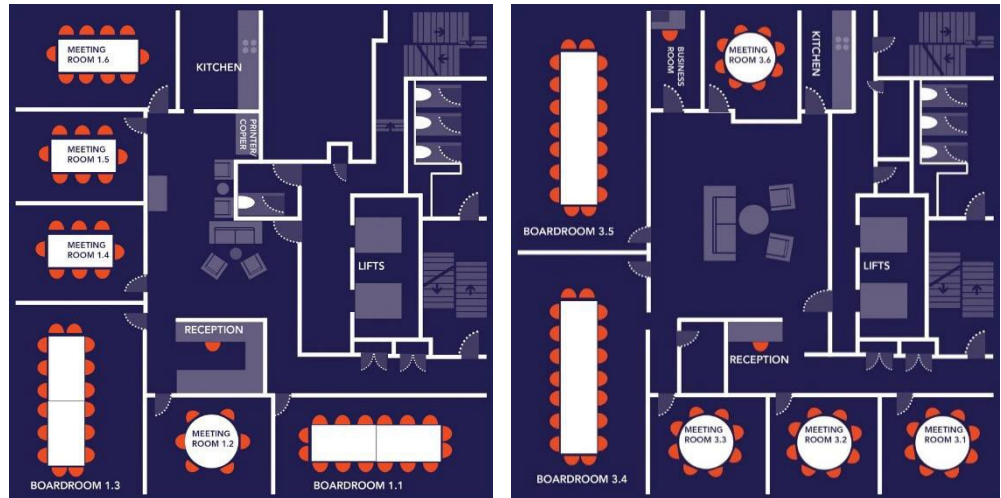 MEETING
ROOM 1.6
KITCHEN
PRINTER/
COPIER
MEETING
ROOM 1.5
MEETING
ROOM 1.4
LIFTS
RECEPTION
MEETING
ROOM 1.2
BOARDROOM 1.3
BOARDROOM 1.1
BUSINESS
ROOM
MEETING
ROOM 3.6
KITCHEN
BOARDROOM 3.5
LIFTS
RECEPTION
MEETING
ROOM 3.3
MEETING
ROOM 3.2
MEETING
ROOM 3.1
BOARDROOM 3.4